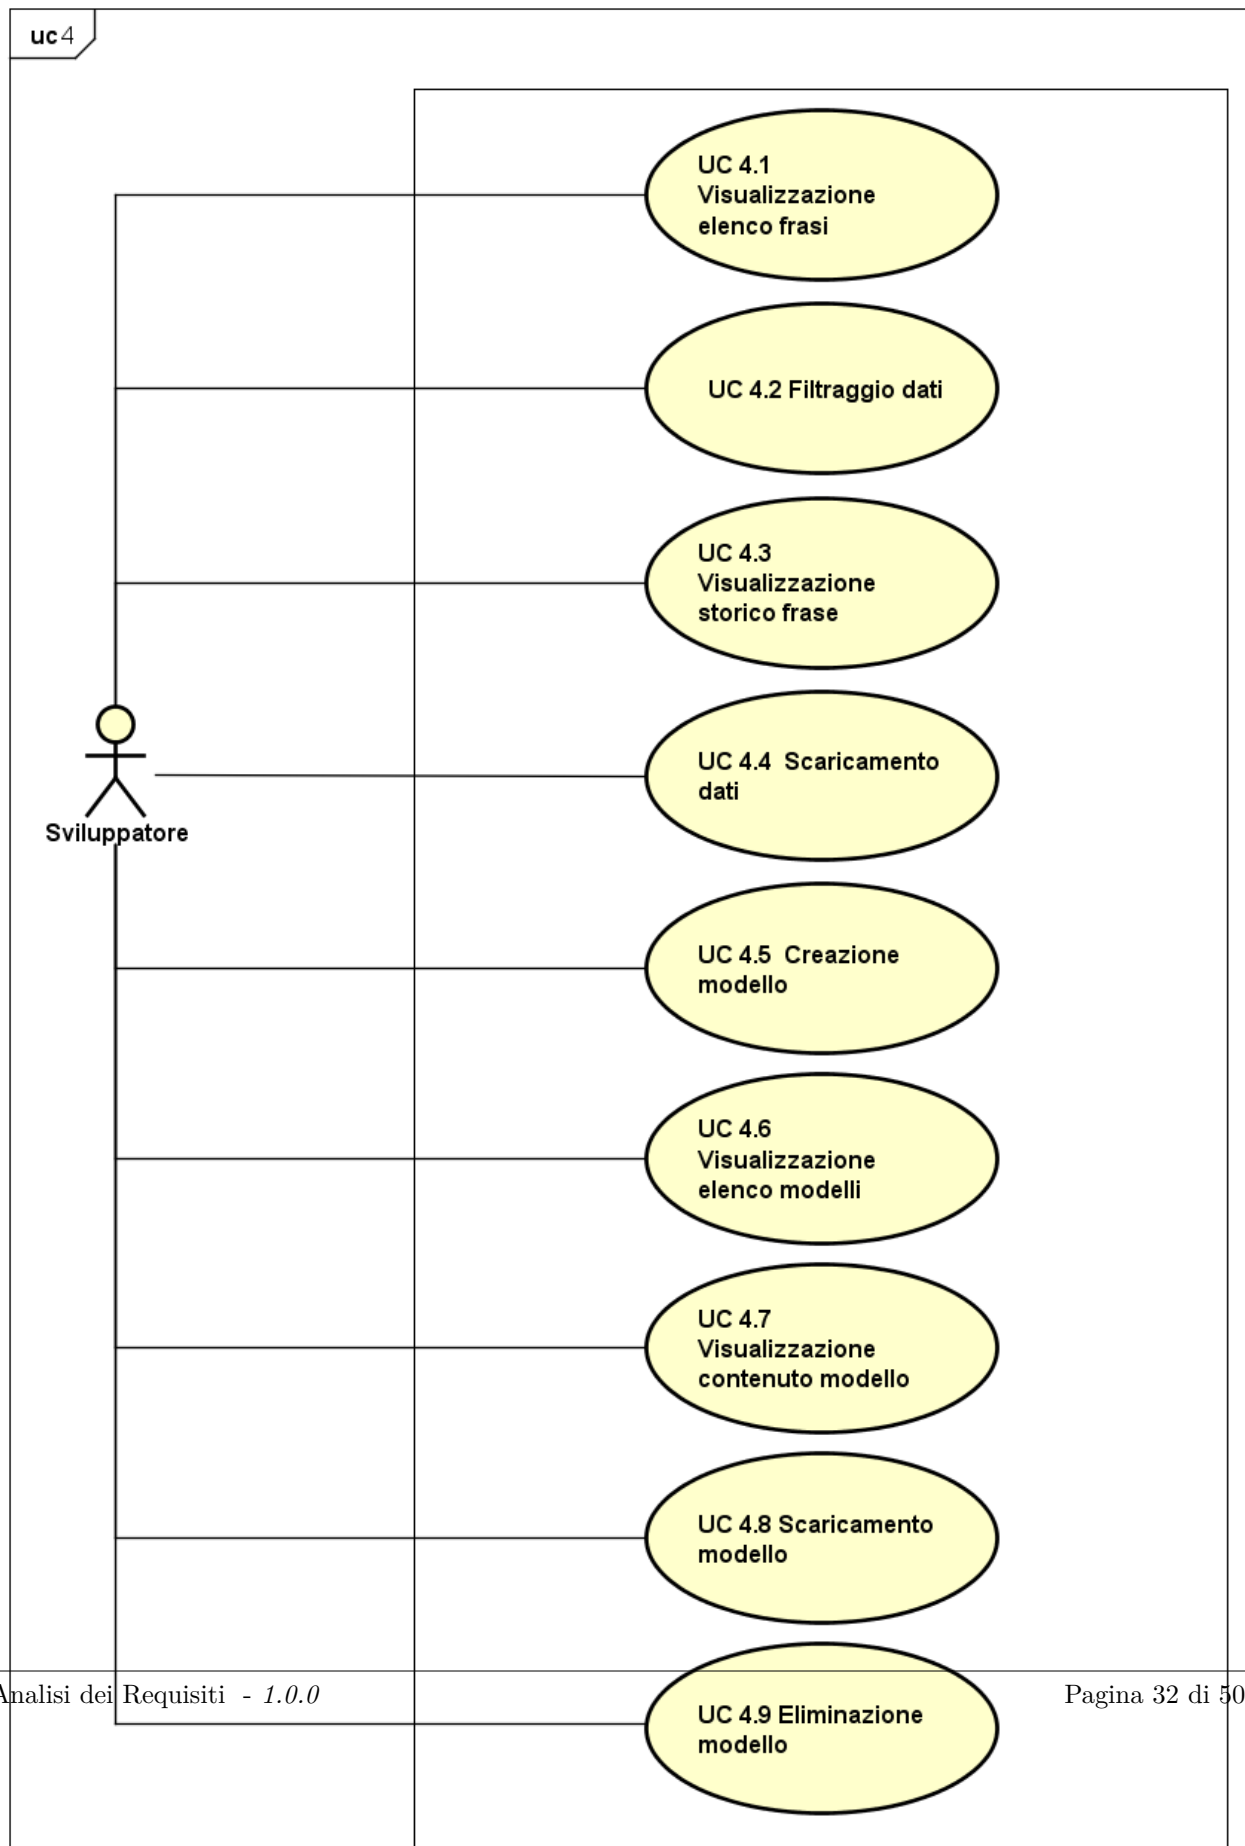 uc4
UC 4.1
Visualizzazione
elenco frasi
UC 4.2 Filtraggio dati
UC 4.3
Visualizzazione
storico frase
UC 4.4 Scaricamento
dati
Sviluppatore
UC 4.5 Creazione
modello
UC 4.6
Visualizzazione
elenco modelli
UC 4.7
Visualizzazione
contenuto modello
UC 4.8 Scaricamento
modello
Analisi dei Requisiti - 1.0.0
Pagina 32 di 50
UC 4.9 Eliminazione
modello